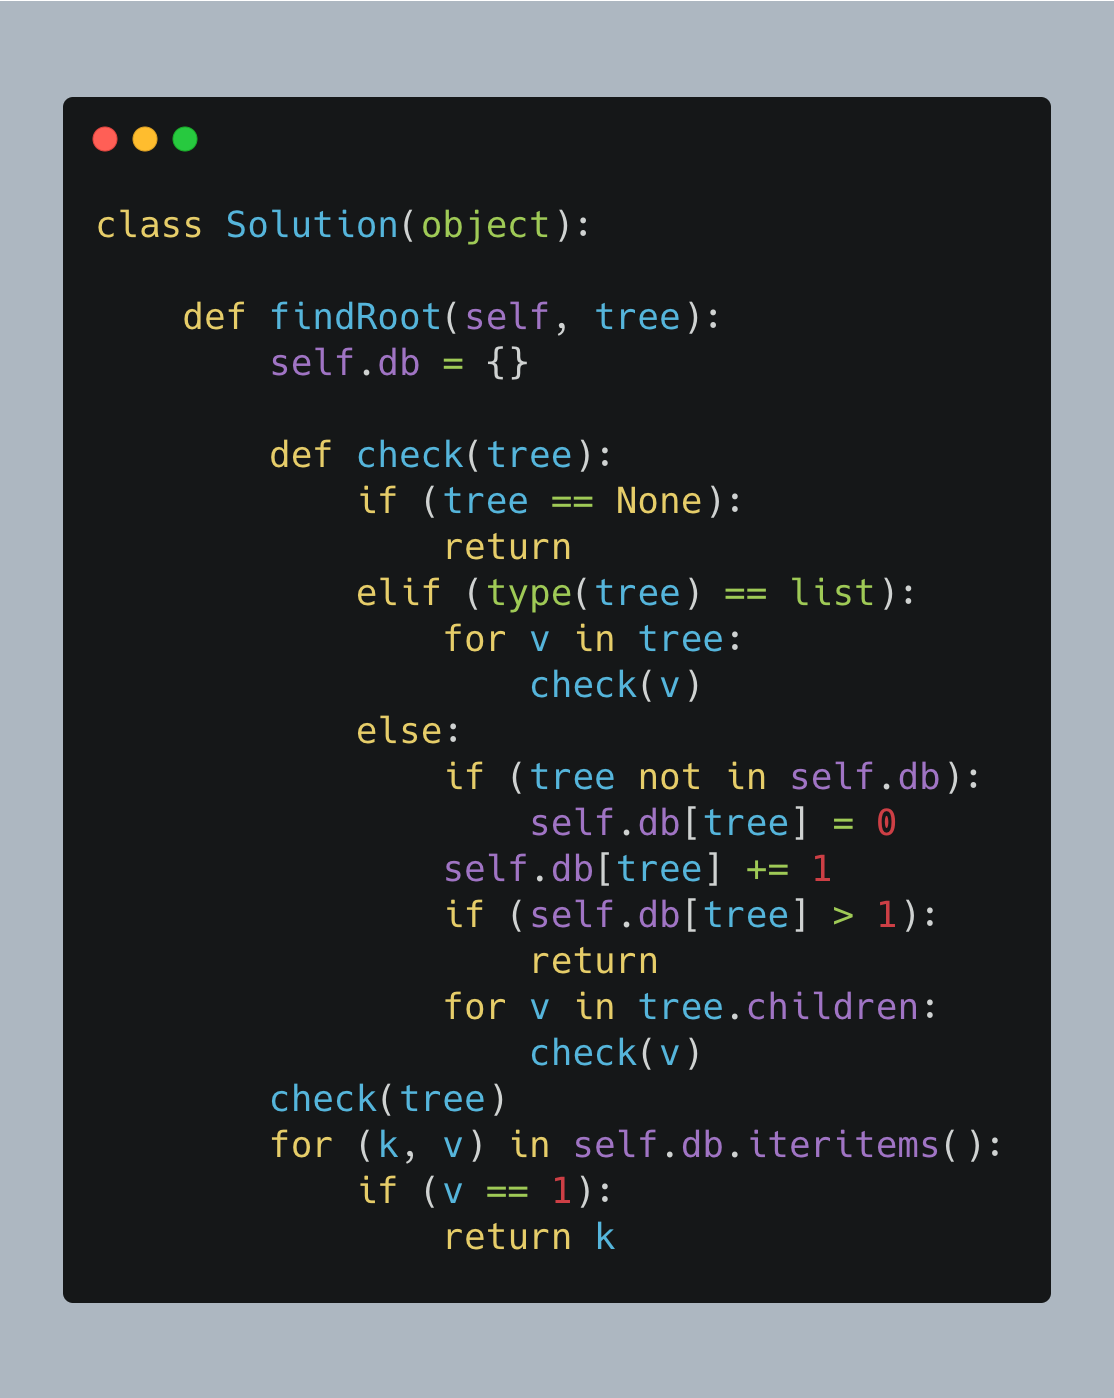 class Solution(object):

    def findRoot(self, tree):
        self.db = {}

        def check(tree):
            if (tree == None):
                return
            elif (type(tree) == list):
                for v in tree:
                    check(v)
            else:
                if (tree not in self.db):
                    self.db[tree] = 0
                self.db[tree] += 1
                if (self.db[tree] > 1):
                    return
                for v in tree.children:
                    check(v)
        check(tree)
        for (k, v) in self.db.iteritems():
            if (v == 1):
                return k